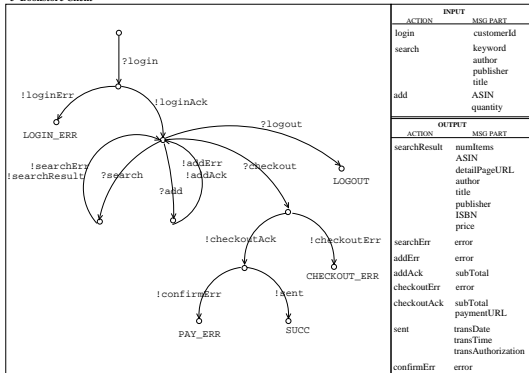 ?login
!loginErr
!loginAck
LOGIN_ERR
?logout
!searchErr
!searchResult
?search
!addErr
!addAck
?add
?checkout
LOGOUT
!checkoutAck
!checkoutErr
CHECKOUT_ERR
!confirmErr
!sent
PAY_ERR
SUCC
INPUT
ACTION MSG PART
login customerId
search keyword
author
publisher
title
add ASIN
quantity
OUTPUT
ACTION MSG PART
searchResult numItems
ASIN
detailPageURL
author
title
publisher
ISBN
price
searchErr error
addErr error
addAck subTotal
checkoutErr error
checkoutAck subTotal
paymentURL
sent transDate
transTime
transAuthorization
confirmErr error